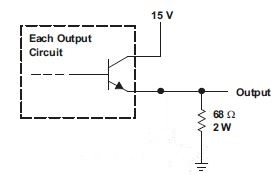 15 V
Each Output
Circuit
Output
68 Ω
2 W